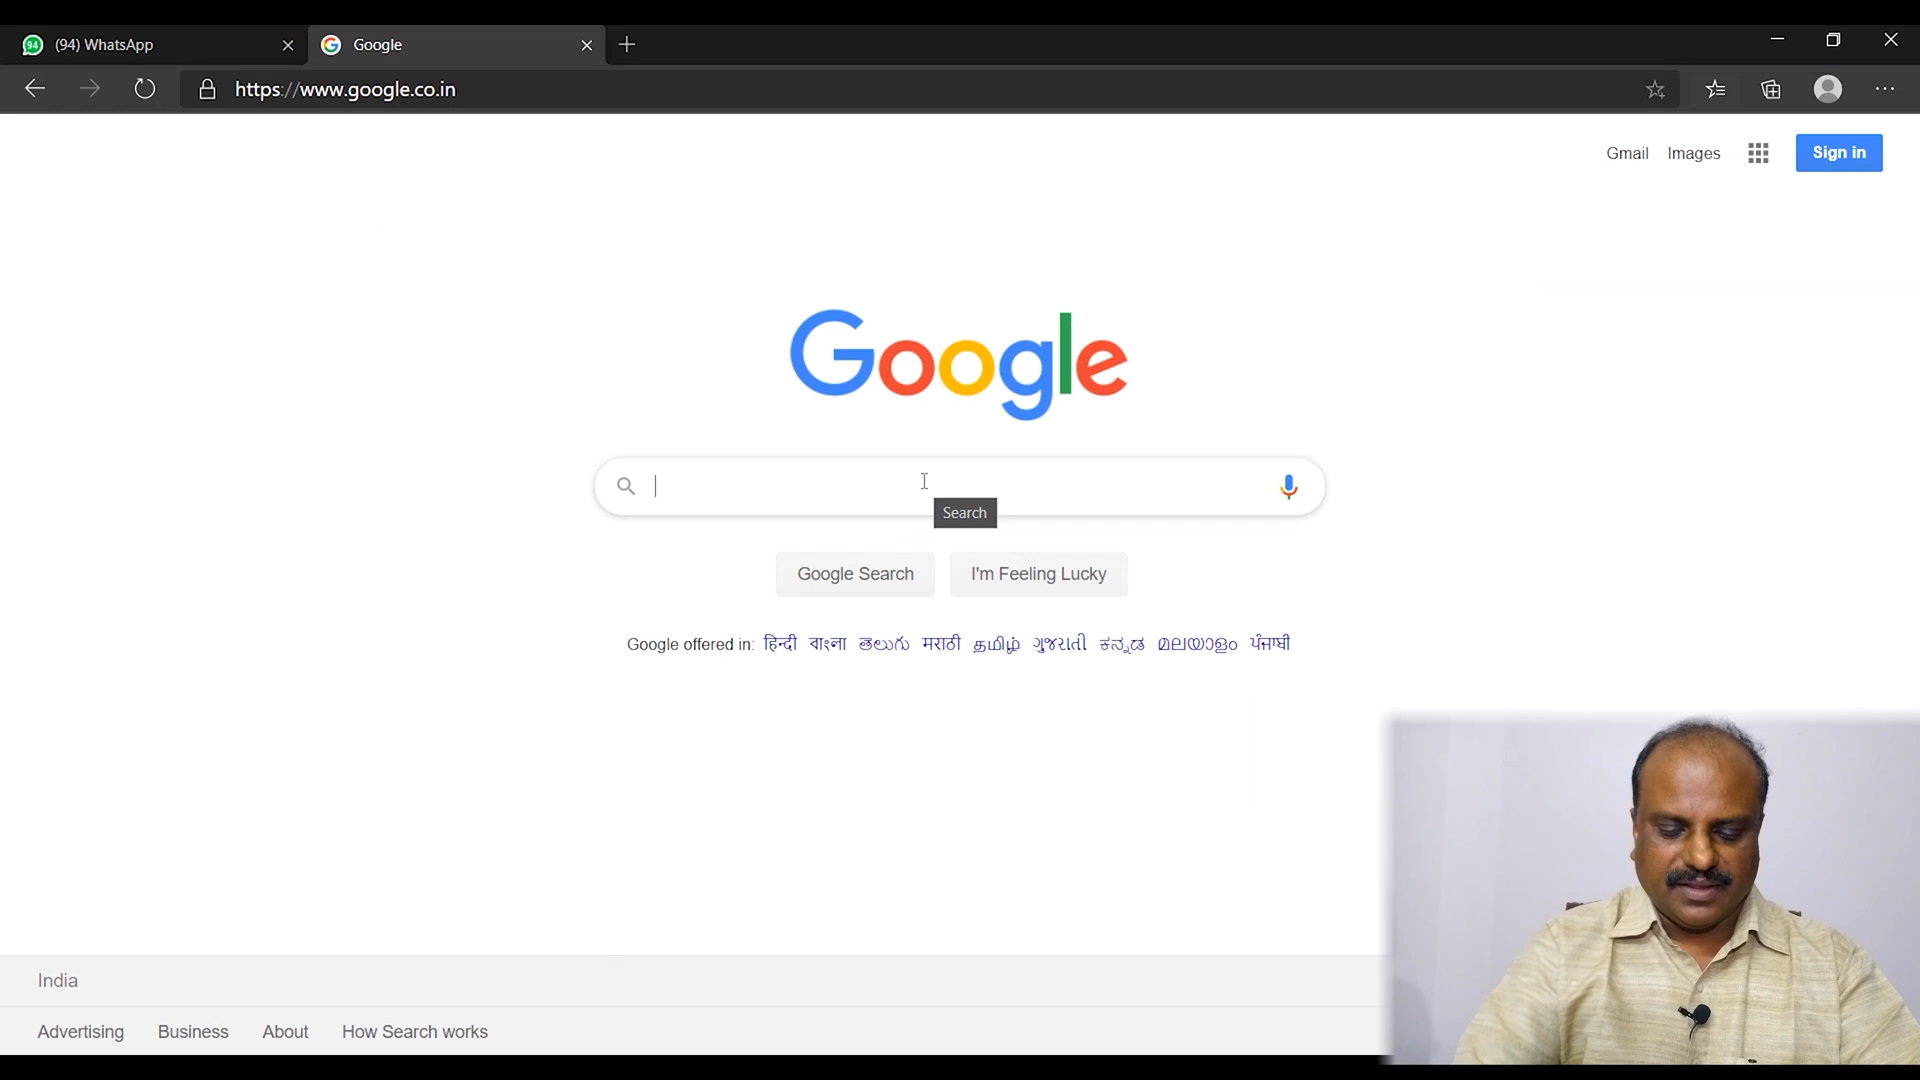 94 (94) WhatsApp
Google
https://www.google.co.in
Gmail Images Sign in
Google
Search
Google Search I'm Feeling Lucky
Google offered in: हिन्दी বাংলা తెలుగు मराठी தமிழ் ગુજરાતી ಕನ್ನಡ മലയാളം ਪੰਜਾਬੀ
India
Advertising Business About How Search works